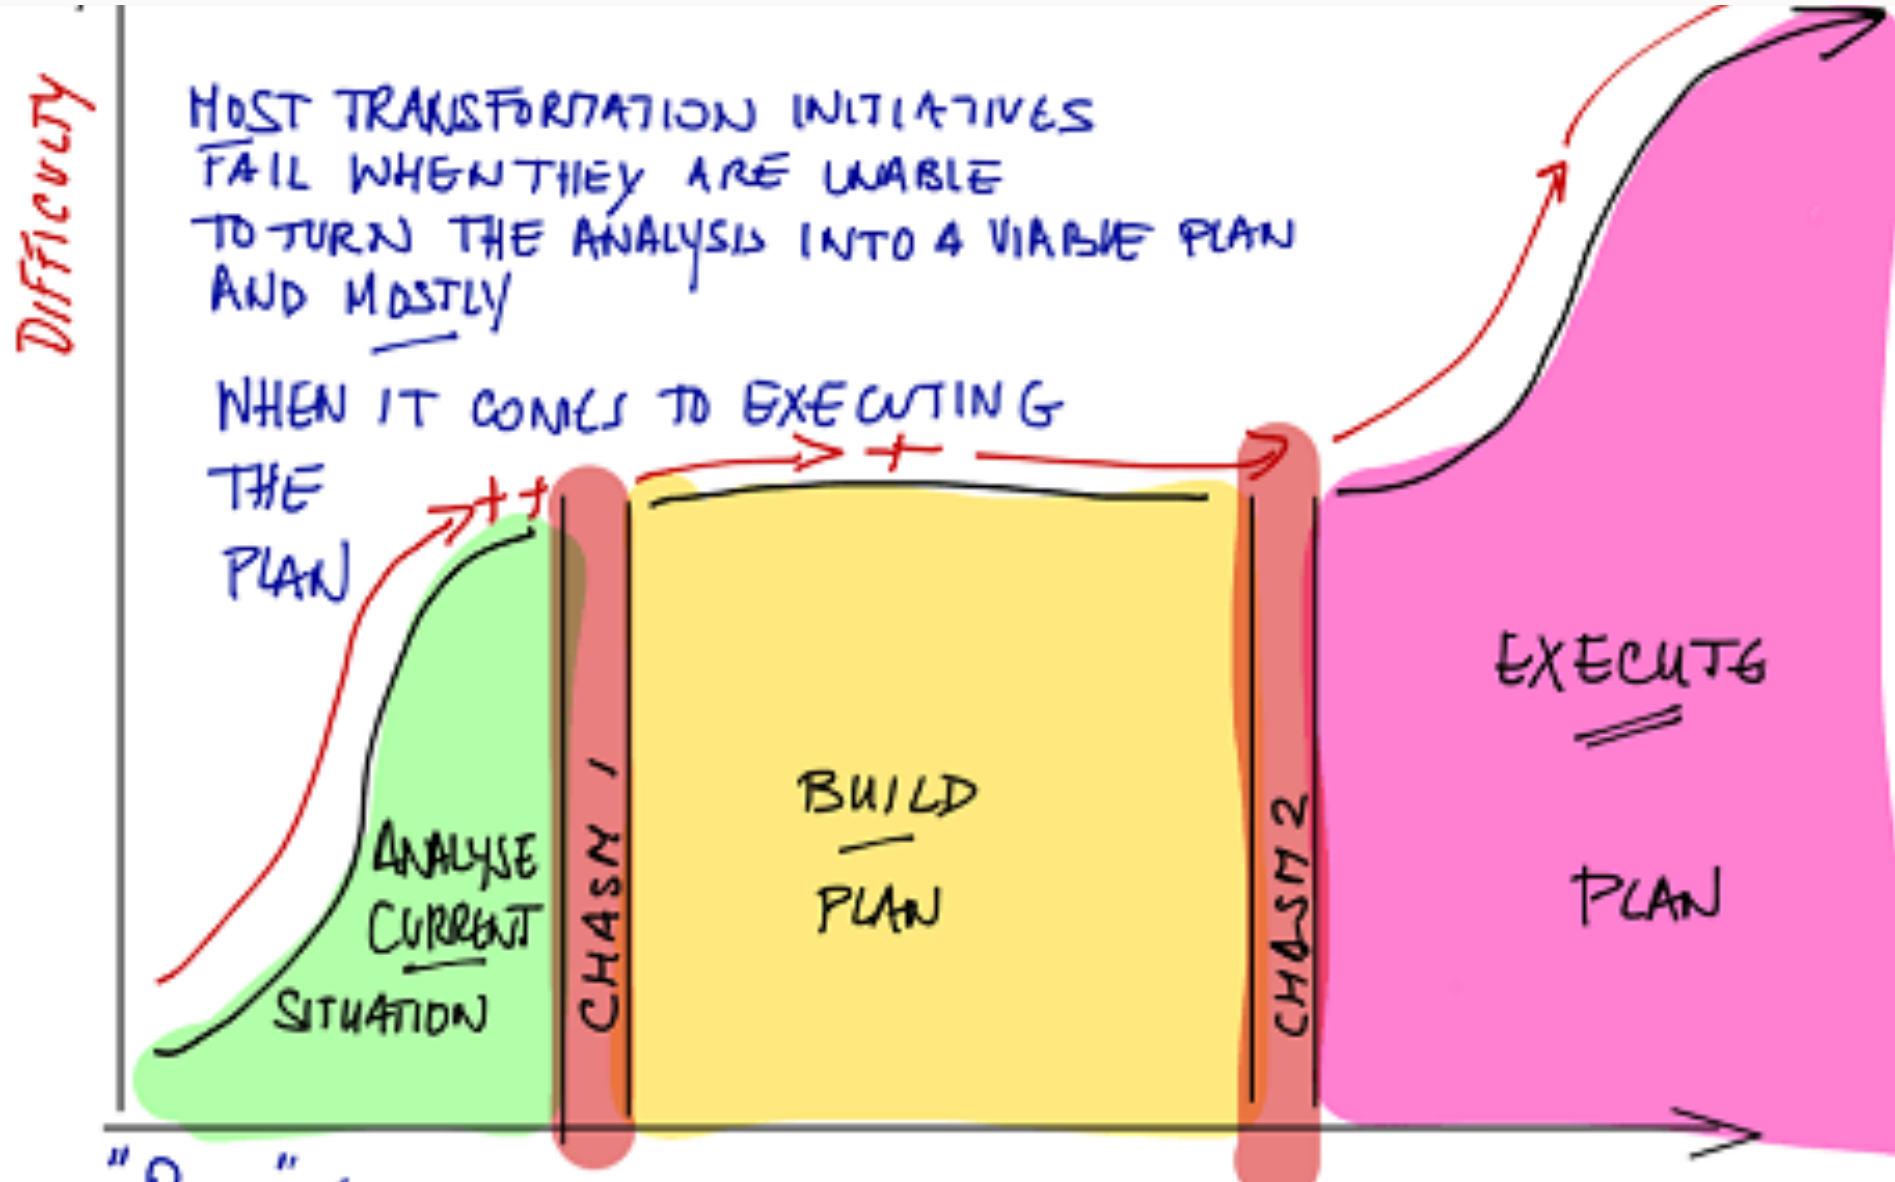 DIFFICULTY
MOST TRANSFORMATION INITIATIVES
FAIL WHEN THEY ARE UNABLE
TO TURN THE ANALYSIS INTO A VIABLE PLAN
AND MOSTLY
WHEN IT COMES TO EXECUTING
THE
PLAN
++
+
ANALYSE
CURRENT
SITUATION
CHASM 1
BUILD
PLAN
CHASM 2
EXECUTE
PLAN